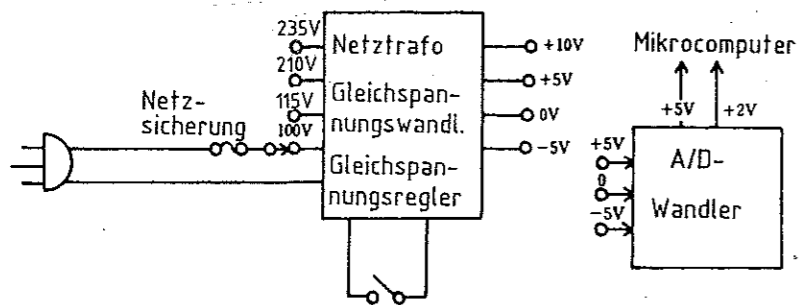 235V
210V
115V
100V
Netz-
sicherung
Netztrafo
Gleichspan-
nungswandl.
Gleichspan-
nungsregler
+10V
+5V
0V
-5V
Mikrocomputer
+5V
+2V
+5V
0
-5V
A/D-
Wandler